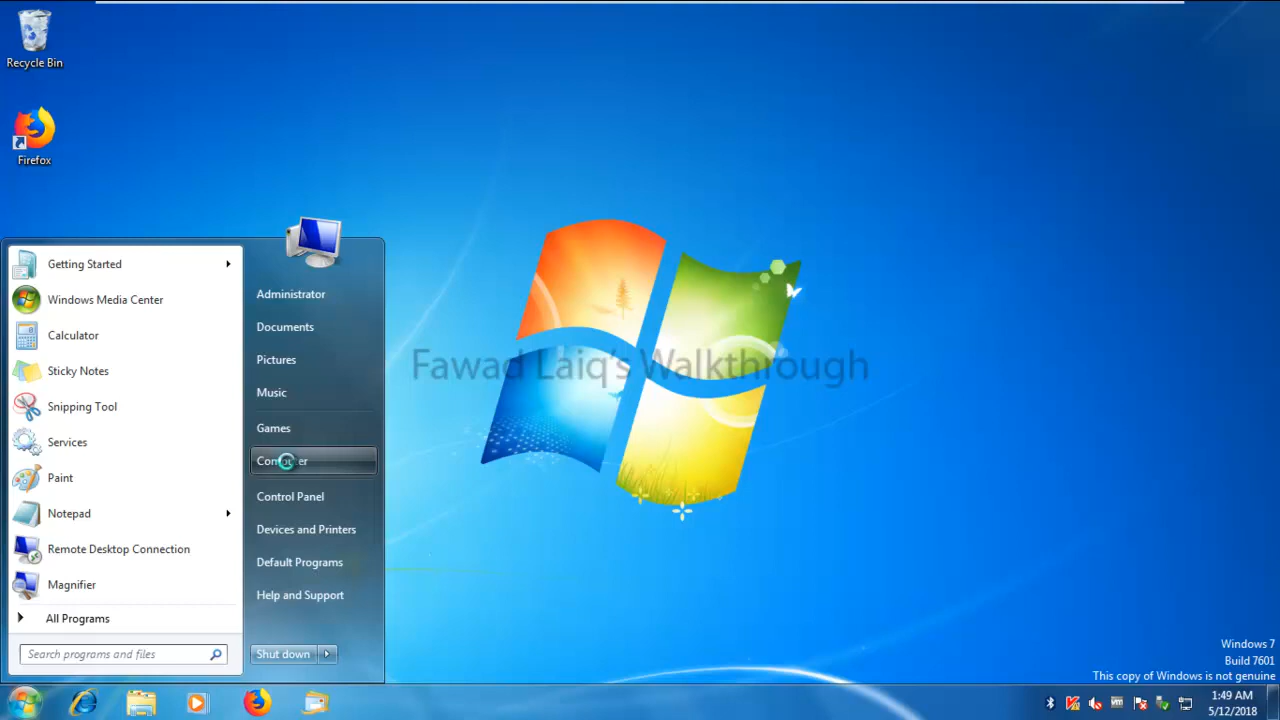 Recycle Bin
Firefox
Getting Started
Windows Media Center
Calculator
Sticky Notes
Snipping Tool
Services
Paint
Notepad
Remote Desktop Connection
Magnifier
All Programs
Search programs and files
Administrator
Documents
Pictures
Music
Games
Computer
Control Panel
Devices and Printers
Default Programs
Help and Support
Shut down
Fawad Laiq's Walkthrough
Windows 7
Build 7601
This copy of Windows is not genuine
1:49 AM
5/12/2018